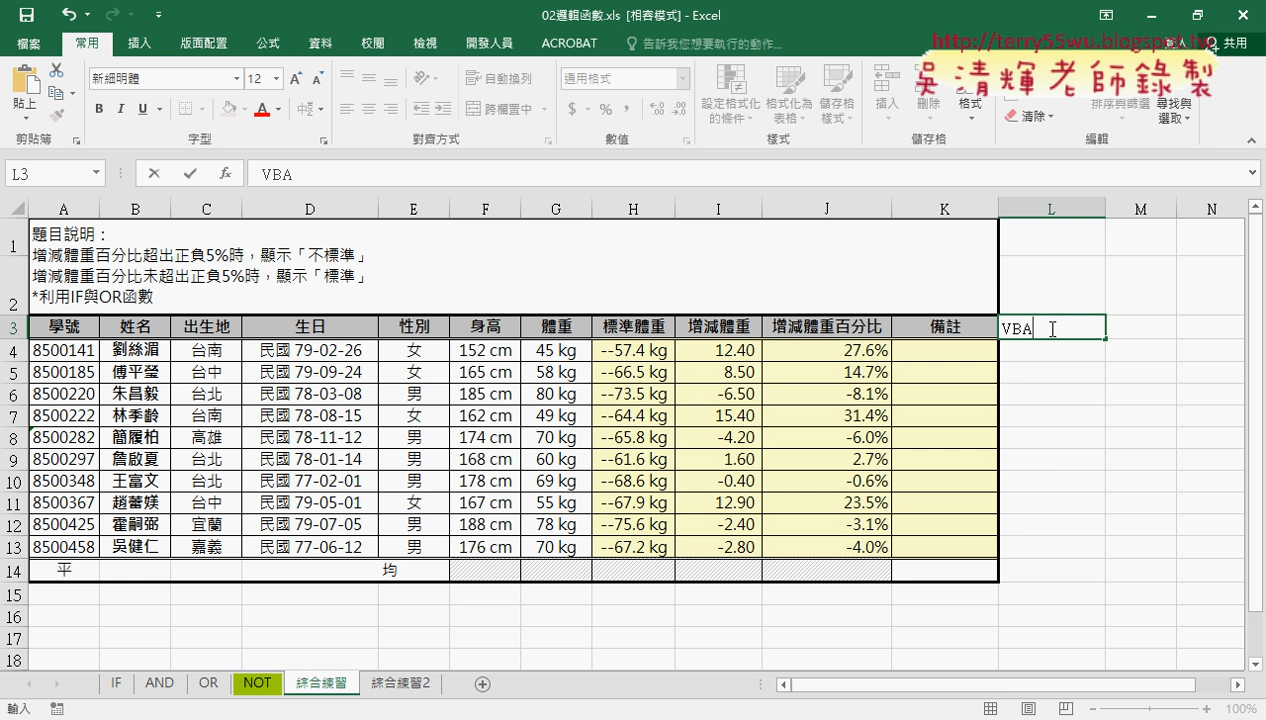 02邏輯函數.xls [相容模式] - Excel
檔案 常用 插入 版面配置 公式 資料 校閱 檢視 開發人員 ACROBAT 告訴我您想要執行的動作... 共用
http://terry55wu.blogspot.tw
吳清輝老師錄製
新細明體 12 自動換列 通用格式
貼上 跨欄置中 設定格式化的條件 格式化為表格 儲存格樣式 插入 刪除 格式 清除 排序與篩選 尋找與選取
剪貼簿 字型 對齊方式 數值 樣式 儲存格 編輯
L3 VBA
A B C D E F G H I J K L M N
題目說明：
增減體重百分比超出正負5%時，顯示「不標準」
增減體重百分比未超出正負5%時，顯示「標準」
*利用IF與OR函數
1
2
3 學號 姓名 出生地 生日 性別 身高 體重 標準體重 增減體重 增減體重百分比 備註 VBA
4 8500141 劉絲湄 台南 民國 79-02-26 女 152 cm 45 kg --57.4 kg 12.40 27.6%
5 8500185 傅平瑩 台中 民國 79-09-24 女 165 cm 58 kg --66.5 kg 8.50 14.7%
6 8500220 朱昌毅 台北 民國 78-03-08 男 185 cm 80 kg --73.5 kg -6.50 -8.1%
7 8500222 林季齡 台南 民國 78-08-15 女 162 cm 49 kg --64.4 kg 15.40 31.4%
8 8500282 簡履柏 高雄 民國 78-11-12 男 174 cm 70 kg --65.8 kg -4.20 -6.0%
9 8500297 詹啟夏 台北 民國 78-01-14 男 168 cm 60 kg --61.6 kg 1.60 2.7%
10 8500348 王富文 台北 民國 77-02-01 男 178 cm 69 kg --68.6 kg -0.40 -0.6%
11 8500367 趙蕾媄 台中 民國 79-05-01 女 167 cm 55 kg --67.9 kg 12.90 23.5%
12 8500425 霍嗣弼 宜蘭 民國 79-07-05 男 188 cm 78 kg --75.6 kg -2.40 -3.1%
13 8500458 吳健仁 嘉義 民國 77-06-12 男 176 cm 70 kg --67.2 kg -2.80 -4.0%
14 平 均
15
16
17
18
IF AND OR NOT 綜合練習 綜合練習2
輸入 100%